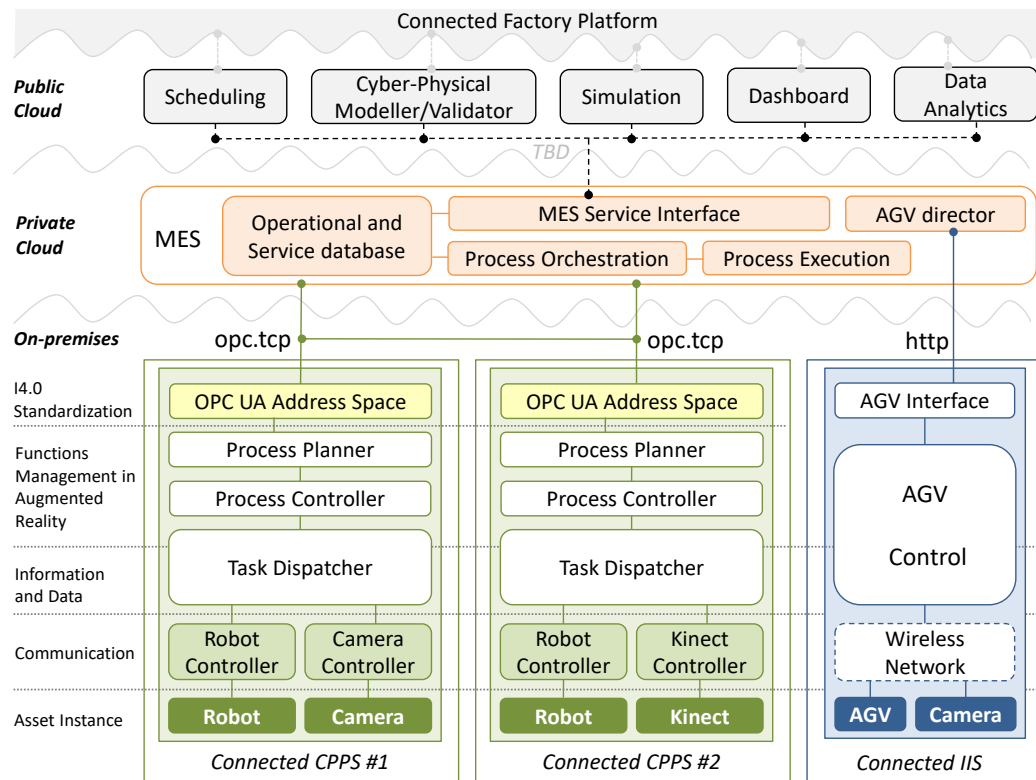 Connected Factory Platform
Public
Cloud
Scheduling
Cyber-Physical
Modeller/Validator
Simulation
Dashboard
Data
Analytics
TBD
Private
Cloud
MES
Operational and
Service database
MES Service Interface
AGV director
Process Orchestration
Process Execution
On-premises
opc.tcp
opc.tcp
http
I4.0
Standardization
OPC UA Address Space
OPC UA Address Space
AGV Interface
Functions
Management in
Augmented
Reality
Process Planner
Process Planner
Process Controller
Process Controller
AGV
Control
Information
and Data
Task Dispatcher
Task Dispatcher
Communication
Robot
Controller
Camera
Controller
Robot
Controller
Kinect
Controller
Wireless
Network
Asset Instance
Robot
Camera
Robot
Kinect
AGV
Camera
Connected CPPS #1
Connected CPPS #2
Connected IIS